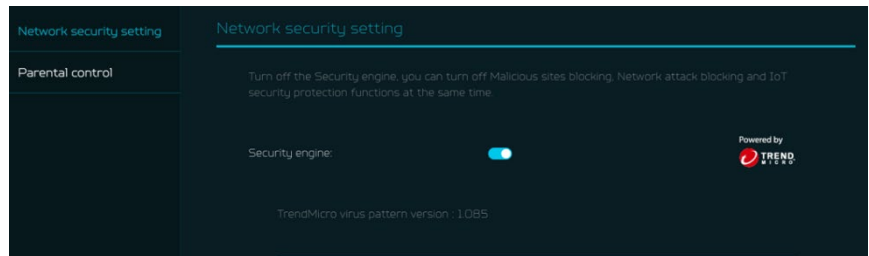 Network security setting
Parental control
Network security setting
Turn off the Security engine, you can turn off Malicious sites blocking, Network attack blocking and IoT
security protection functions at the same time.
Security engine:
Powered by
TREND
MICRO
TrendMicro virus pattern version : 1.085